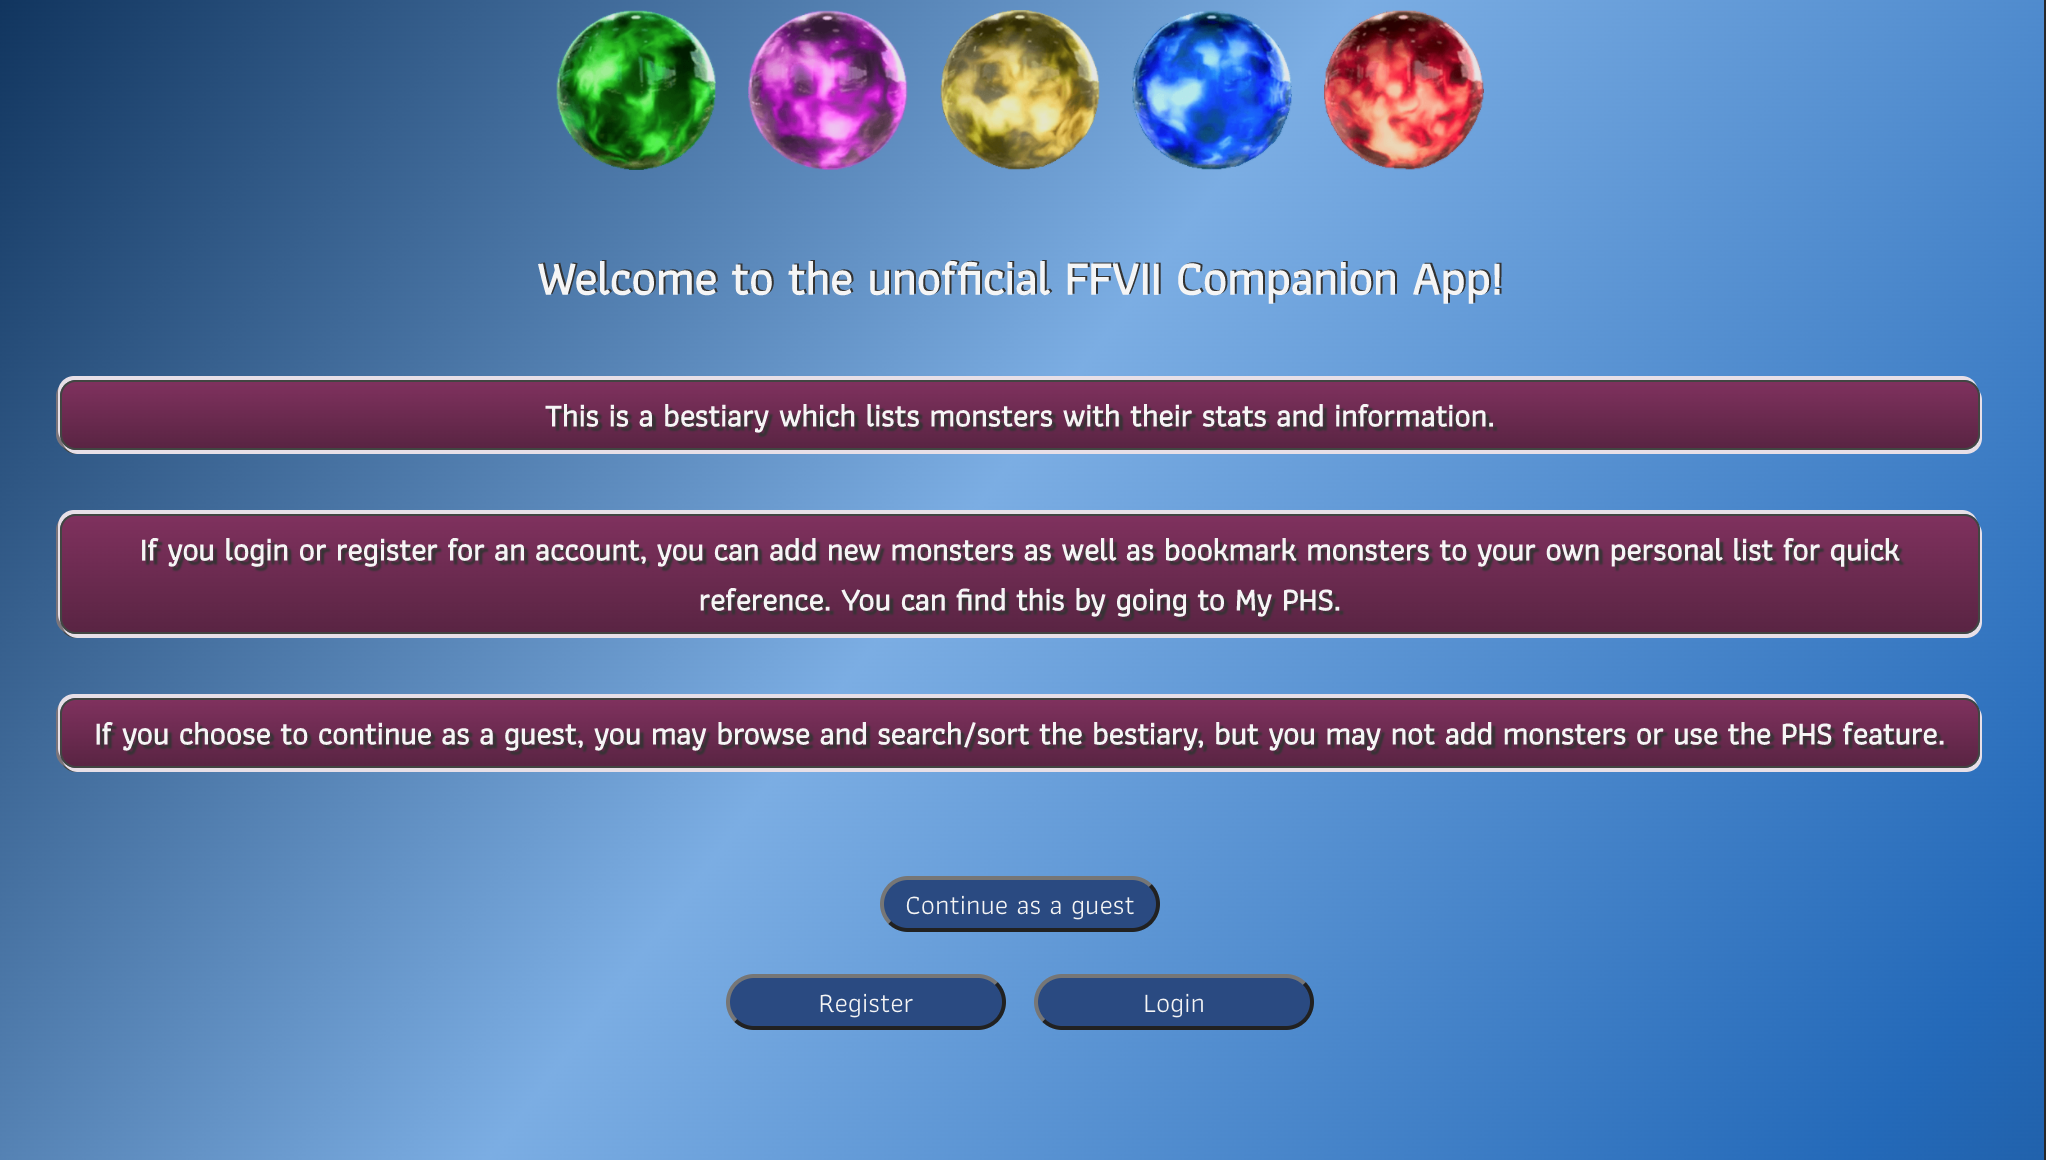 Welcome to the unofficial FFVII Companion App!
This is a bestiary which lists monsters with their stats and information.
If you login or register for an account, you can add new monsters as well as bookmark monsters to your own personal list for quick
reference. You can find this by going to My PHS.
If you choose to continue as a guest, you may browse and search/sort the bestiary, but you may not add monsters or use the PHS feature.
Continue as a guest
Register
Login